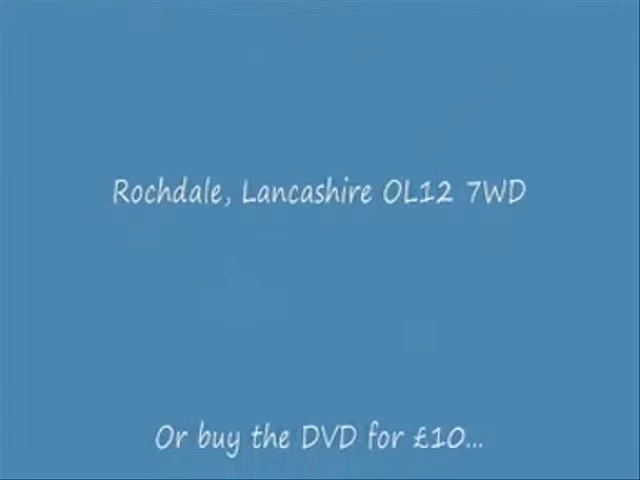 Rochdale, Lancashire OL12 7WD
Or buy the DVD for £10...